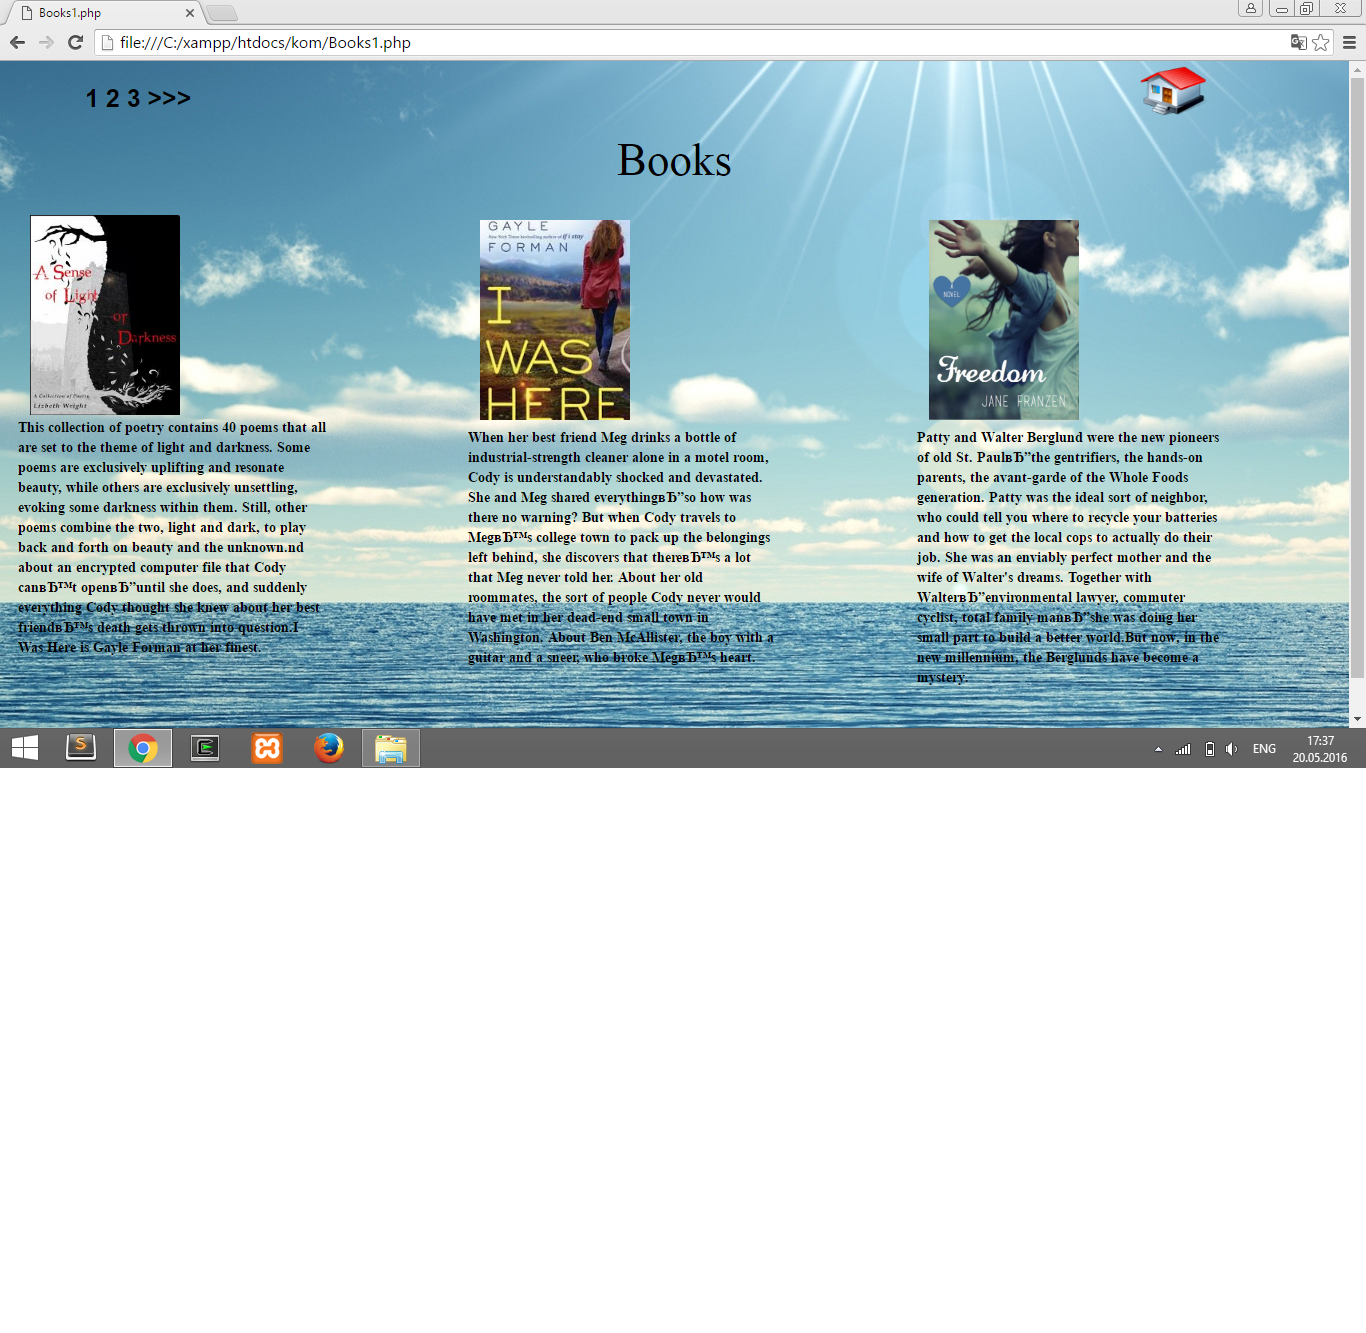 Books1.php
file:///C:/xampp/htdocs/kom/Books1.php
1 2 3 >>>
Books
A Sense
of Light
or
Darkness
A Collection of Poetry
Lizbeth Weight
This collection of poetry contains 40 poems that all
are set to the theme of light and darkness. Some
poems are exclusively uplifting and resonate
beauty, while others are exclusively unsettling,
evoking some darkness within them. Still, other
poems combine the two, light and dark, to play
back and forth on beauty and the unknown.nd
about an encrypted computer file that Cody
canвЂ™t openвЂ”until she does, and suddenly
everything Cody thought she knew about her best
friendвЂ™s death gets thrown into question.I
Was Here is Gayle Forman at her finest.
GAYLE
New York Times bestselling author of if i stay
FORMAN
I
WAS
HERE
When her best friend Meg drinks a bottle of
industrial-strength cleaner alone in a motel room,
Cody is understandably shocked and devastated.
She and Meg shared everythingвЂ”so how was
there no warning? But when Cody travels to
MegвЂ™s college town to pack up the belongings
left behind, she discovers that thereвЂ™s a lot
that Meg never told her. About her old
roommates, the sort of people Cody never would
have met in her dead-end small town in
Washington. About Ben McAllister, the boy with a
guitar and a sneer, who broke MegвЂ™s heart.
A
NOVEL
Freedom
JANE FRANZEN
Patty and Walter Berglund were the new pioneers
of old St. PaulвЂ”the gentrifiers, the hands-on
parents, the avant-garde of the Whole Foods
generation. Patty was the ideal sort of neighbor,
who could tell you where to recycle your batteries
and how to get the local cops to actually do their
job. She was an enviably perfect mother and the
wife of Walter's dreams. Together with
WalterвЂ”environmental lawyer, commuter
cyclist, total family manвЂ”she was doing her
small part to build a better world.But now, in the
new millennium, the Berglunds have become a
mystery.
ENG
17:37
20.05.2016